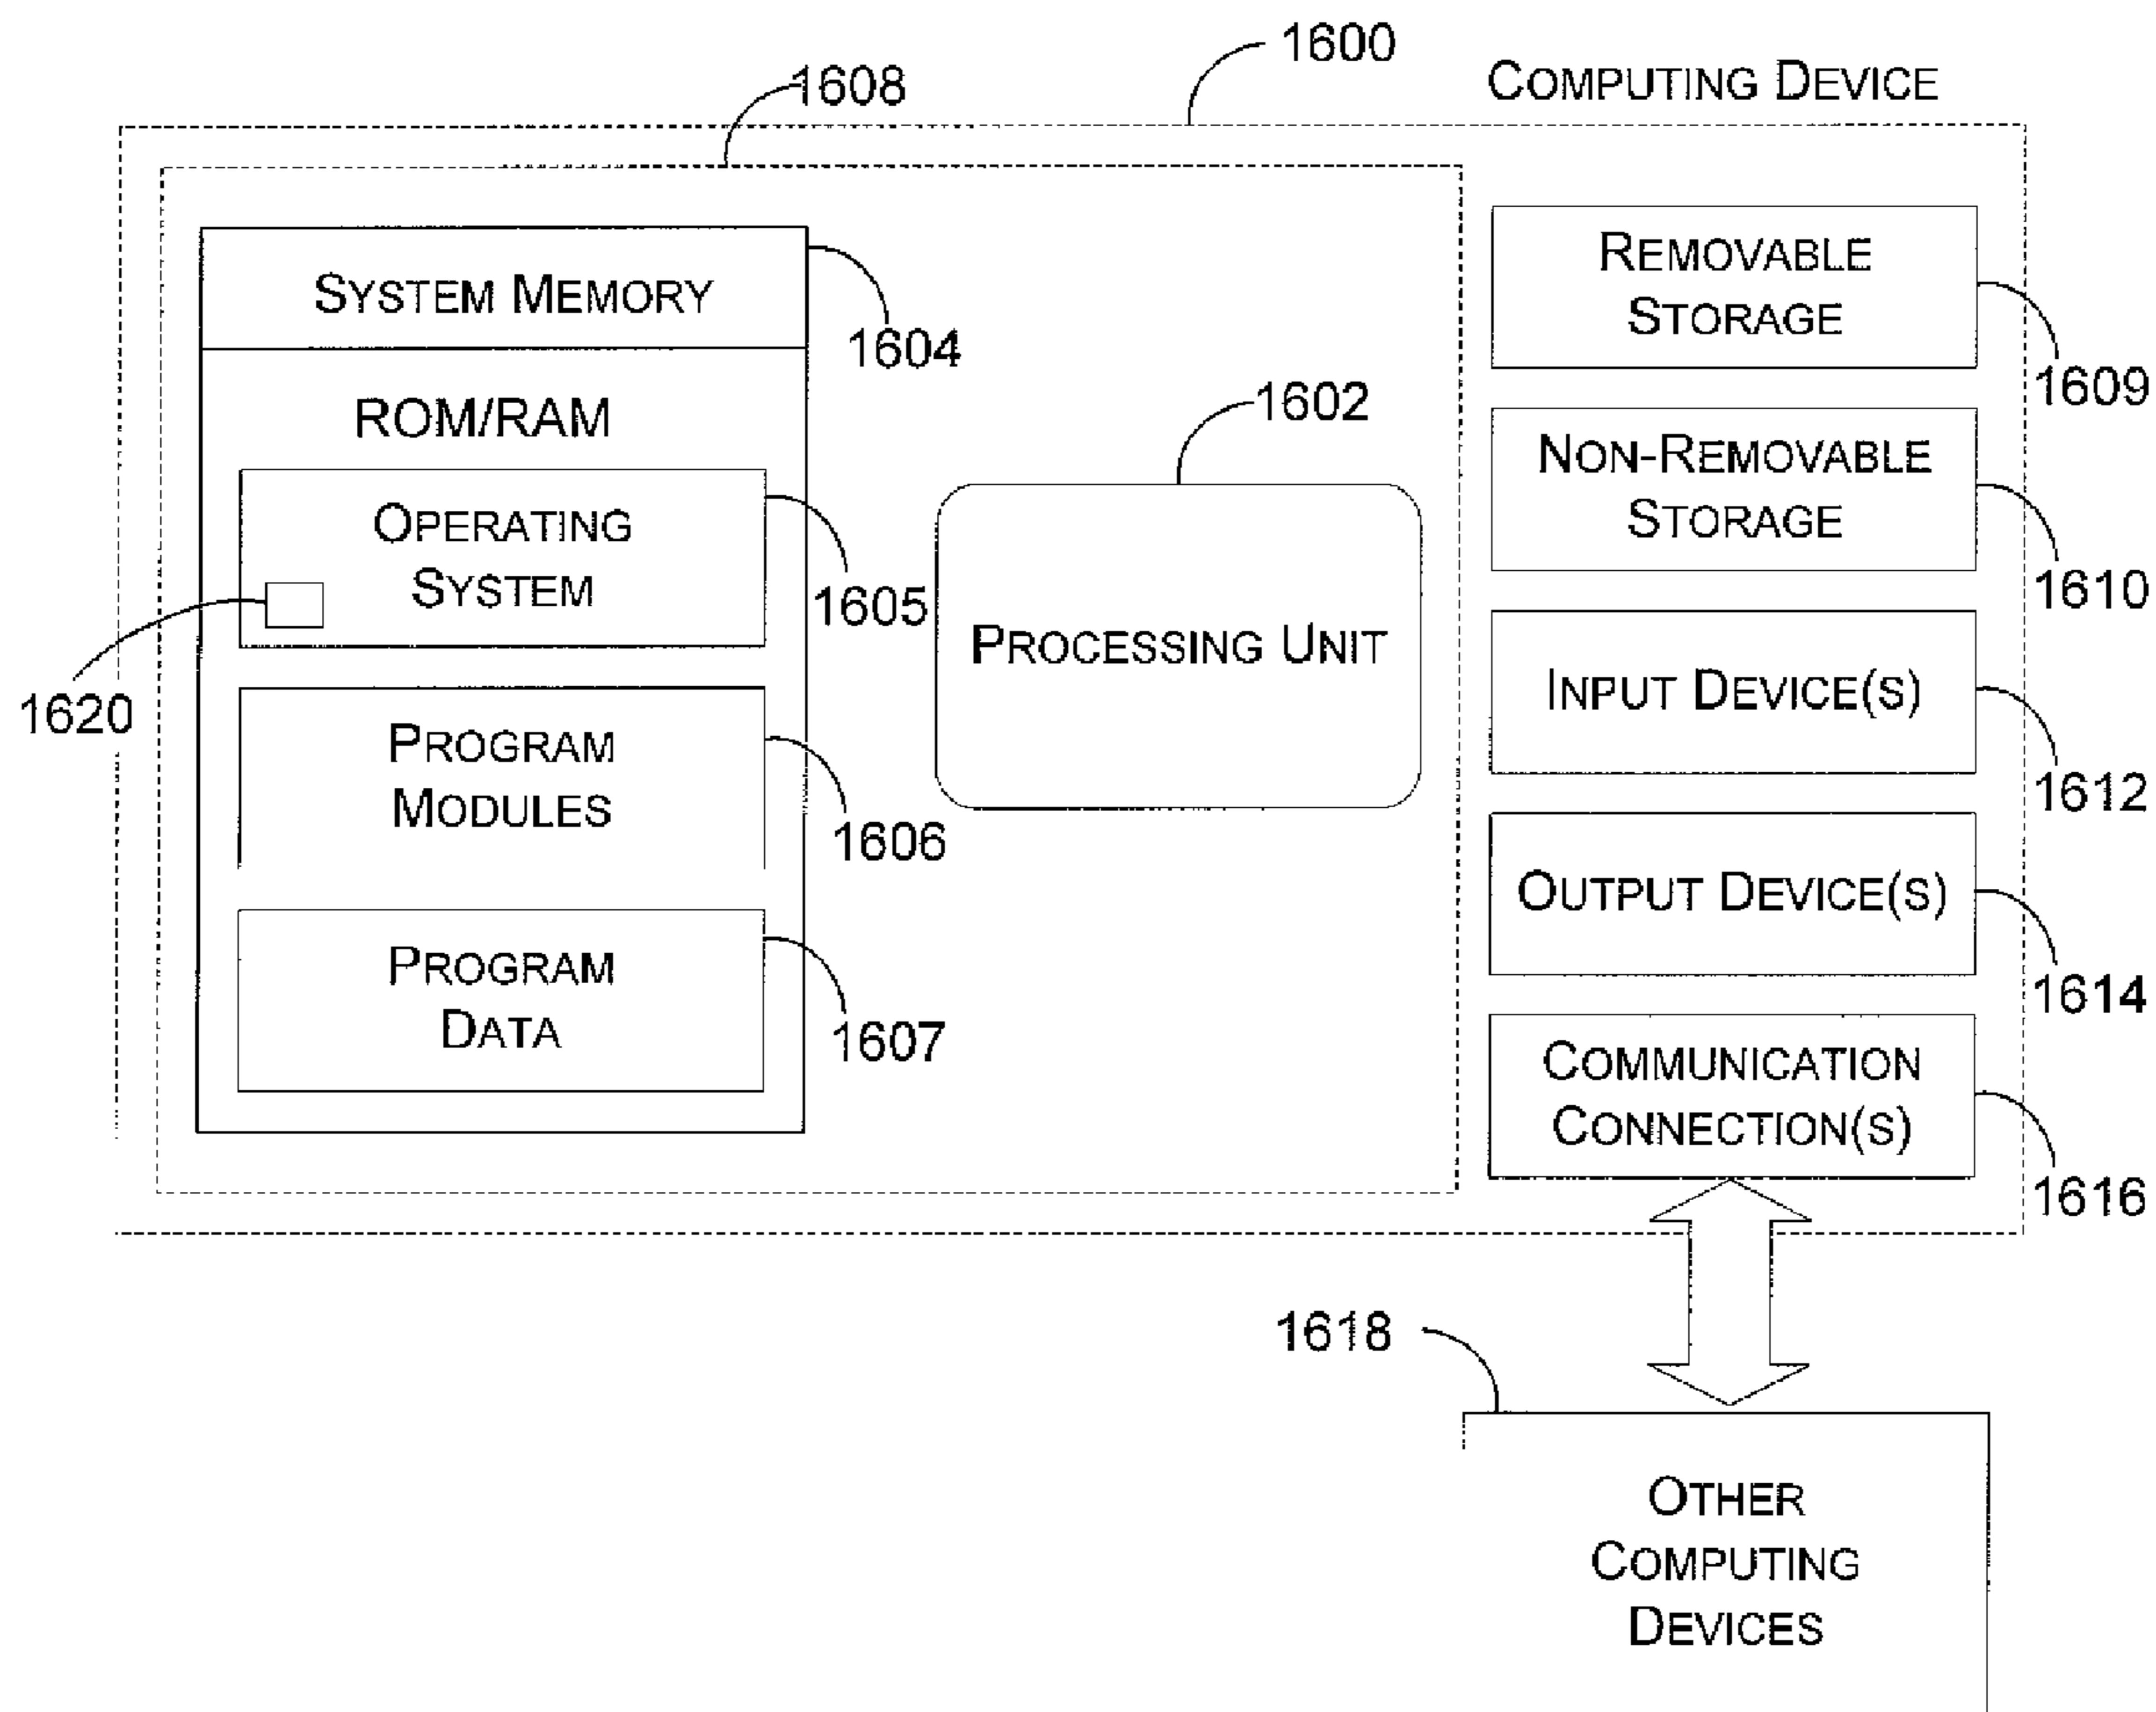 1600
COMPUTING DEVICE
1608
SYSTEM MEMORY
1604
ROM/RAM
OPERATING
SYSTEM
1605
1620
PROGRAM
MODULES
1606
PROGRAM
DATA
1607
1602
PROCESSING UNIT
REMOVABLE
STORAGE
1609
NON-REMOVABLE
STORAGE
1610
INPUT DEVICE(S)
1612
OUTPUT DEVICE(S)
1614
COMMUNICATION
CONNECTION(S)
1616
1618
OTHER
COMPUTING
DEVICES